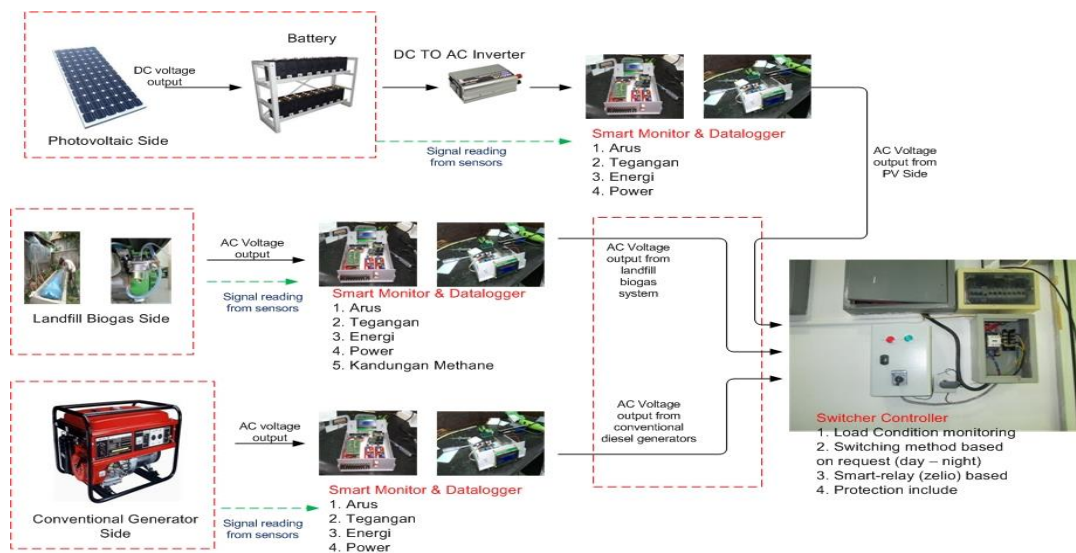 Battery
DC voltage
output
DC TO AC Inverter
Photovoltaic Side
Signal reading
from sensors
Smart Monitor & Datalogger
1. Arus
2. Tegangan
3. Energi
4. Power
AC Voltage
output from
PV Side
AC Voltage
output
Signal reading
from sensors
Landfill Biogas Side
Smart Monitor & Datalogger
1. Arus
2. Tegangan
3. Energi
4. Power
5. Kandungan Methane
AC Voltage
output from
landfill
biogas
system
AC voltage
output
Signal reading
from sensors
Conventional Generator
Side
Smart Monitor & Datalogger
1. Arus
2. Tegangan
3. Energi
4. Power
AC Voltage
output from
conventional
diesel generators
Switcher Controller
1. Load Condition monitoring
2. Switching method based
on request (day – night)
3. Smart-relay (zelio) based
4. Protection include